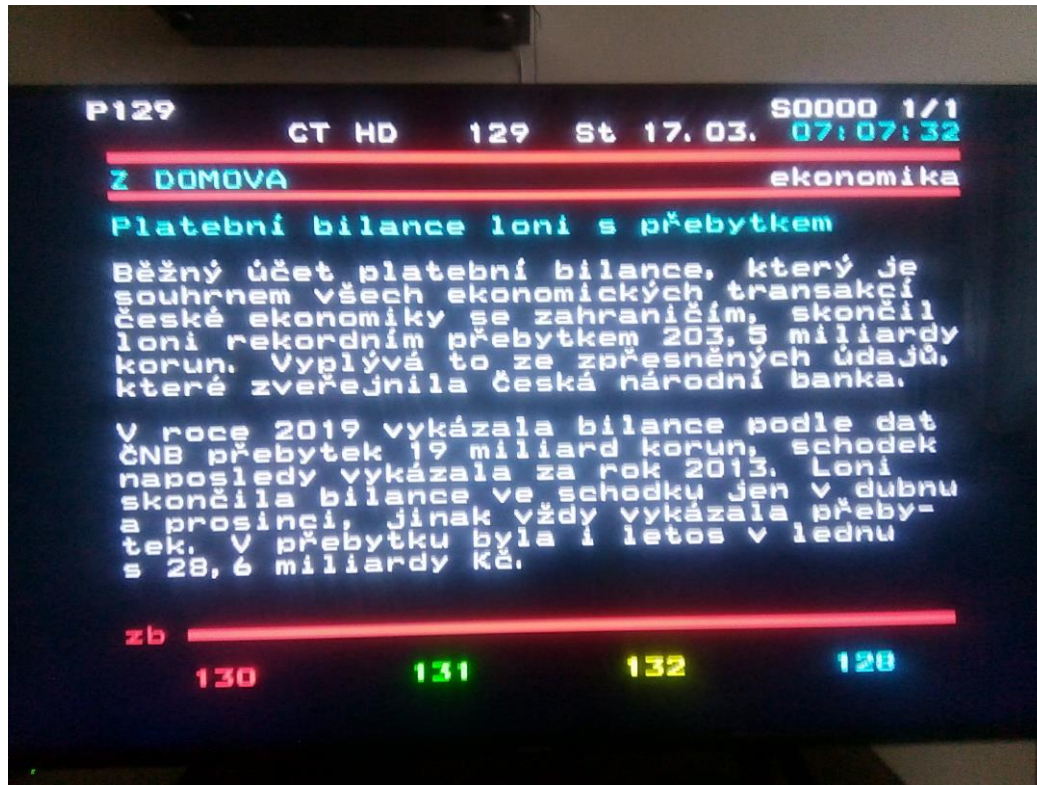 P129 S0000 1/1
CT HD 129 St 17.03. 07:07:32
Z DOMOVA ekonomika
Platební bilance loni s přebytkem
Běžný účet platební bilance, který je
souhrnem všech ekonomických transakcí
české ekonomiky se zahraničím, skončil
loni rekordním přebytkem 203,5 miliardy
korun. Vyplývá to ze zpřesněných údajů,
které zveřejnila Česká národní banka.
V roce 2019 vykázala bilance podle dat
ČNB přebytek 19 miliard korun, schodek
naposledy vykázala za rok 2013. Loni
skončila bilance ve schodku jen v dubnu
a prosinci, jinak vždy vykázala přeby-
tek. V přebytku byla i letos v lednu
s 28,6 miliardy Kč.
zb
130 131 132 128